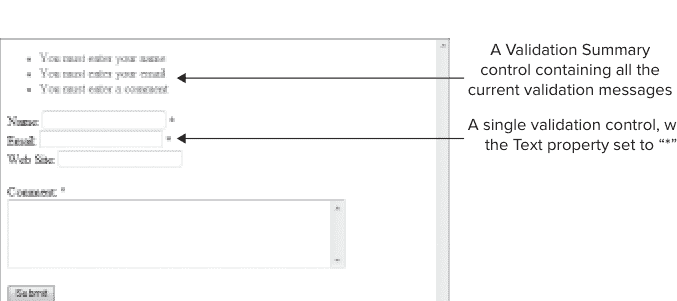 A Validation Summary
control containing all the
current validation messages
A single validation control, w
the Text property set to “*”
• You must enter your name
• You must enter your email
• You must enter a comment
Name: *
Email: *
Web Site:
Comment: *
Submit